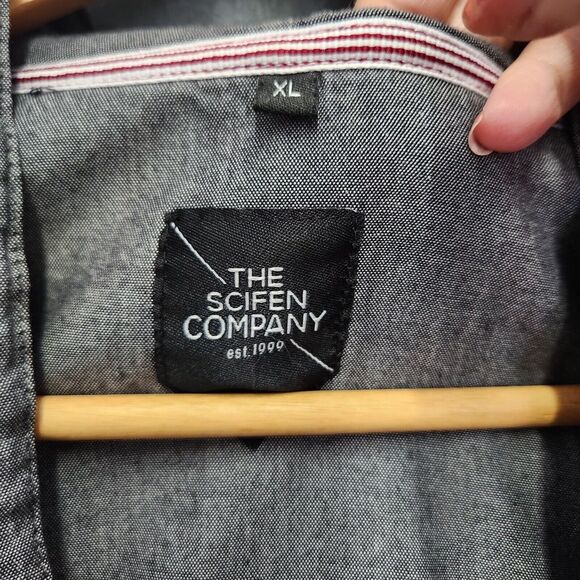 XL
THE
SCIFEN
COMPANY
est.1999